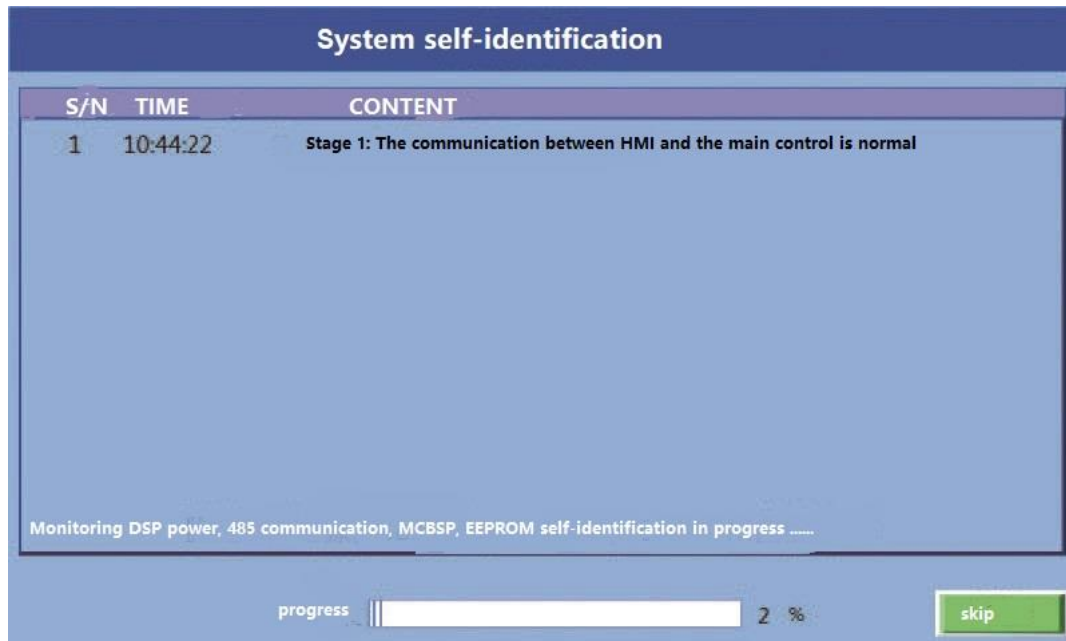 System self-identification
S/N TIME CONTENT
1 10:44:22 Stage 1: The communication between HMI and the main control is normal
Monitoring DSP power, 485 communication, MCBSP, EEPROM self-identification in progress ......
progress 2 % skip